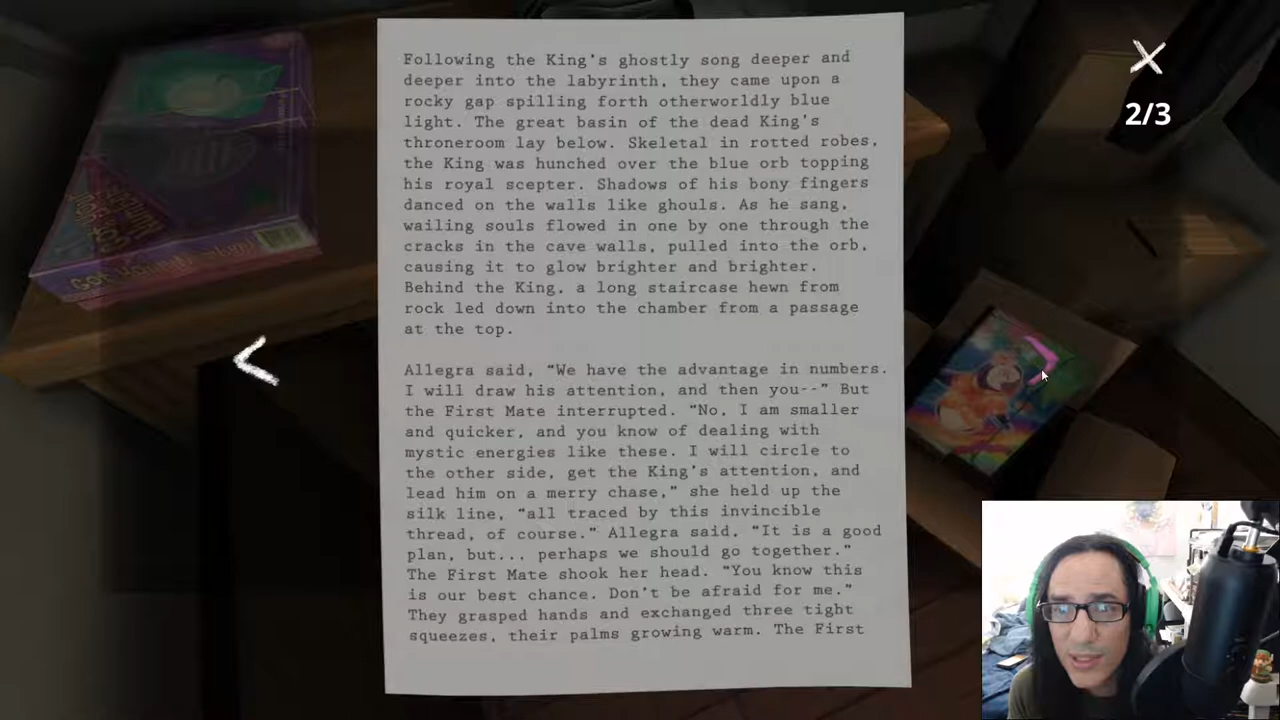 Following the King's ghostly song deeper and
deeper into the labyrinth, they came upon a
rocky gap spilling forth otherworldly blue
light. The great basin of the dead King's
throneroom lay below. Skeletal in rotted robes,
the King was hunched over the blue orb topping
his royal scepter. Shadows of his bony fingers
danced on the walls like ghouls. As he sang,
wailing souls flowed in one by one through the
cracks in the cave walls, pulled into the orb,
causing it to glow brighter and brighter.
Behind the King, a long staircase hewn from
rock led down into the chamber from a passage
at the top.
Allegra said, “We have the advantage in numbers.
I will draw his attention, and then you--” But
the First Mate interrupted. “No, I am smaller
and quicker, and you know of dealing with
mystic energies like these. I will circle to
the other side, get the King's attention, and
lead him on a merry chase,” she held up the
silk line, “all traced by this invincible
thread, of course.” Allegra said, “It is a good
plan, but... perhaps we should go together.”
The First Mate shook her head. “You know this
is our best chance. Don't be afraid for me.”
They grasped hands and exchanged three tight
squeezes, their palms growing warm. The First
2/3